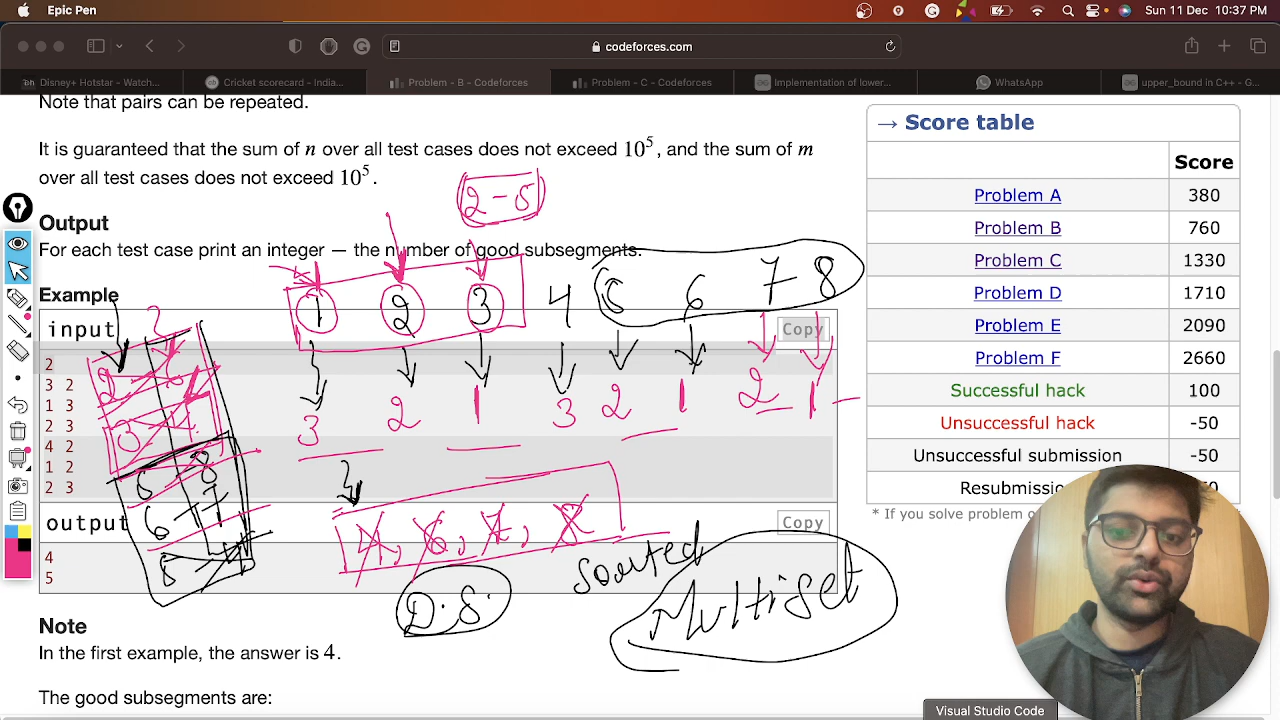 Epic Pen
Sun 11 Dec 10:37 PM
codeforces.com
Disney+ Hotstar - Watch...
Cricket scorecard - India...
Problem - B - Codeforces
Problem - C - Codeforces
Implementation of lower...
WhatsApp
upper_bound in C++ - G...
Note that pairs can be repeated.
It is guaranteed that the sum of n over all test cases does not exceed 10^5, and the sum of m
over all test cases does not exceed 10^5.
2 - 5
Output
For each test case print an integer — the number of good subsegments.
Example
1 2 3 4 5 6 7 8
input
Copy
2
3 2
1 3
2 3
4 2
1 2
2 3
3 2 1 3 2 1 2 1
output
Copy
4
5
sorted
D.S.
Multiset
Note
In the first example, the answer is 4.
The good subsegments are:
→ Score table
Score
Problem A 380
Problem B 760
Problem C 1330
Problem D 1710
Problem E 2090
Problem F 2660
Successful hack 100
Unsuccessful hack -50
Unsuccessful submission -50
* If you solve problem o
Visual Studio Code